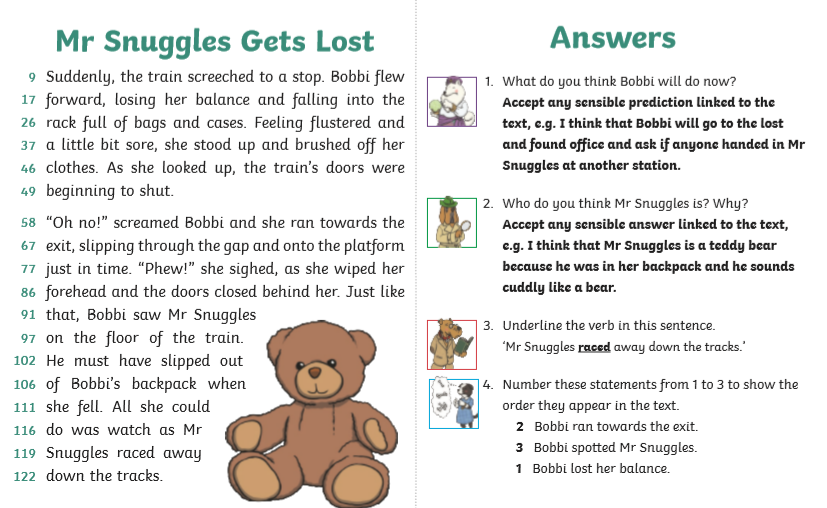 Mr Snuggles Gets Lost
9 Suddenly, the train screeched to a stop. Bobbi flew
17 forward, losing her balance and falling into the
26 rack full of bags and cases. Feeling flustered and
37 a little bit sore, she stood up and brushed off her
46 clothes. As she looked up, the train's doors were
49 beginning to shut.
58 "Oh no!" screamed Bobbi and she ran towards the
67 exit, slipping through the gap and onto the platform
77 just in time. "Phew!" she sighed, as she wiped her
86 forehead and the doors closed behind her. Just like
91 that, Bobbi saw Mr Snuggles
97 on the floor of the train.
102 He must have slipped out
106 of Bobbi's backpack when
111 she fell. All she could
116 do was watch as Mr
119 Snuggles raced away
122 down the tracks.
Answers
1. What do you think Bobbi will do now?
Accept any sensible prediction linked to the
text, e.g. I think that Bobbi will go to the lost
and found office and ask if anyone handed in Mr
Snuggles at another station.
2. Who do you think Mr Snuggles is? Why?
Accept any sensible answer linked to the text,
e.g. I think that Mr Snuggles is a teddy bear
because he was in her backpack and he sounds
cuddly like a bear.
3. Underline the verb in this sentence.
'Mr Snuggles raced away down the tracks.'
4. Number these statements from 1 to 3 to show the
order they appear in the text.
2 Bobbi ran towards the exit.
3 Bobbi spotted Mr Snuggles.
1 Bobbi lost her balance.